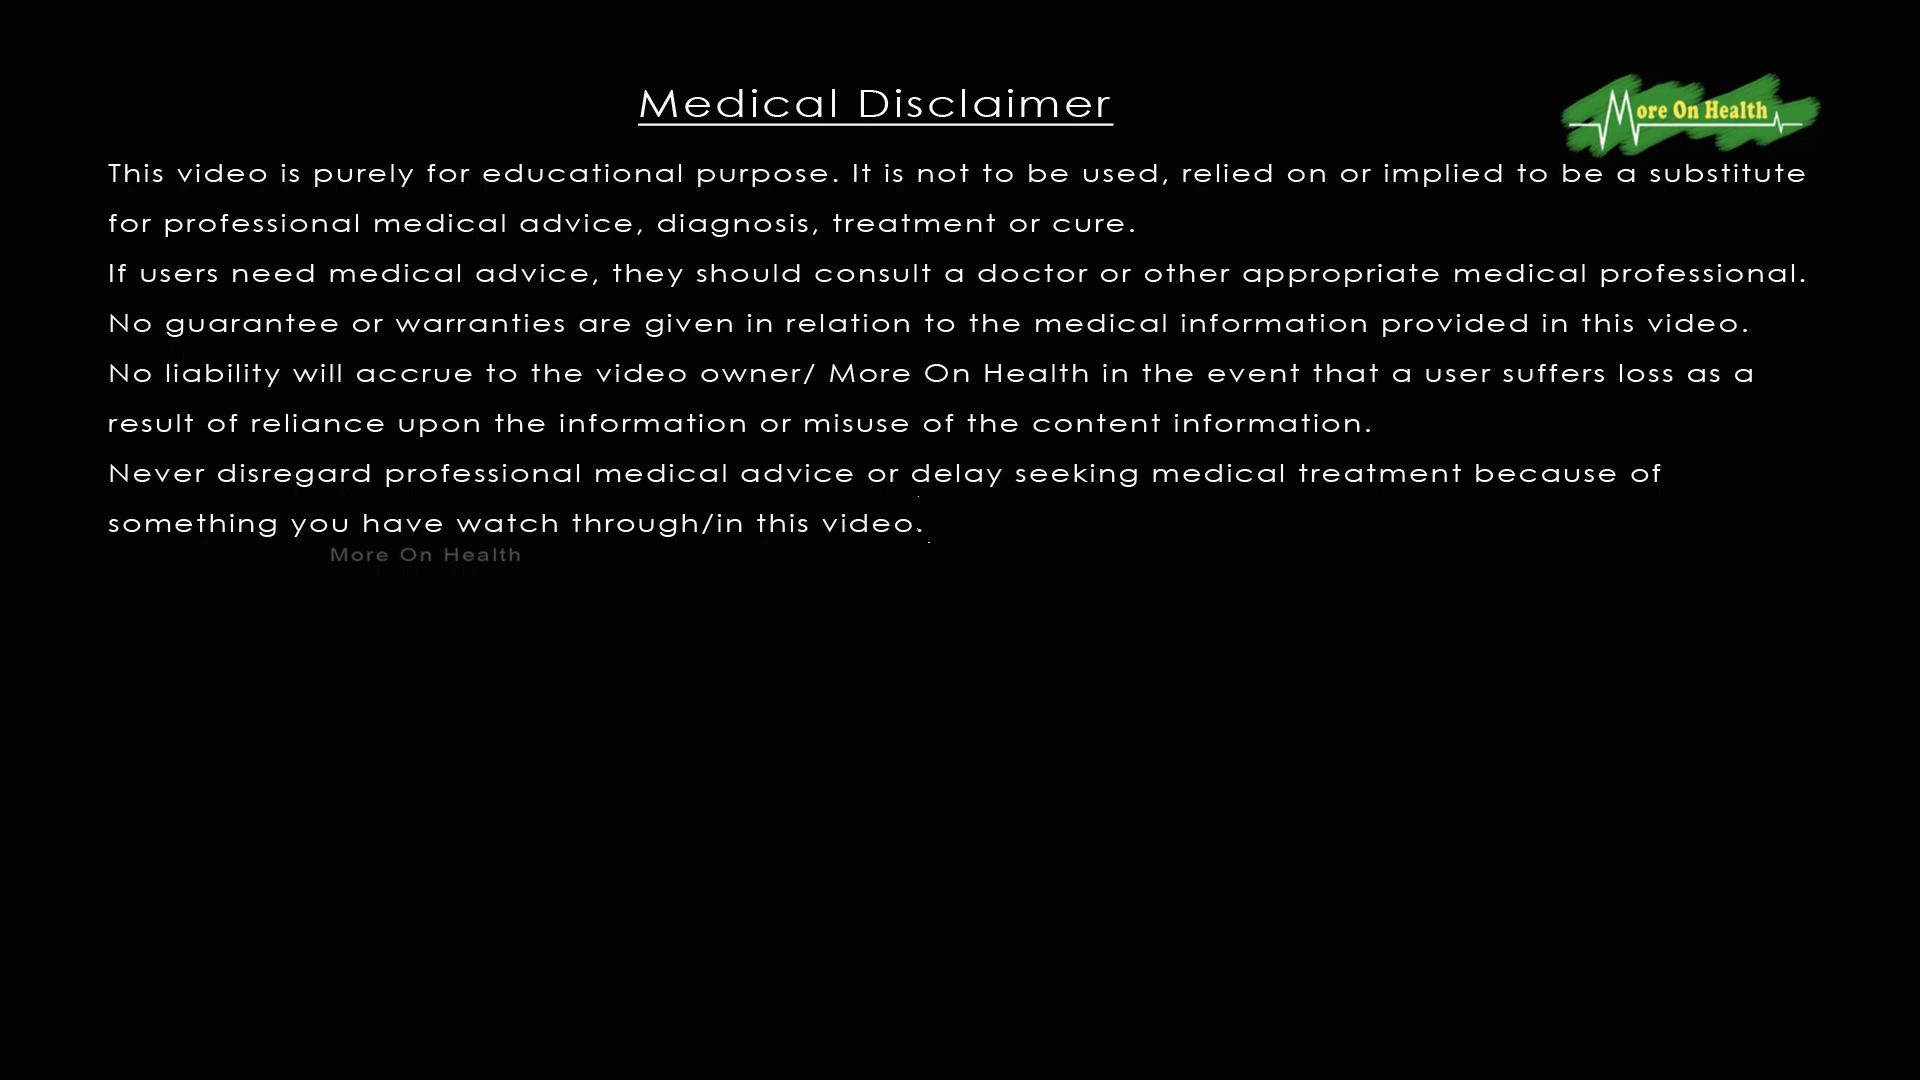 Medical Disclaimer
More On Health
This video is purely for educational purpose. It is not to be used, relied on or implied to be a substitute
for professional medical advice, diagnosis, treatment or cure.
If users need medical advice, they should consult a doctor or other appropriate medical professional.
No guarantee or warranties are given in relation to the medical information provided in this video.
No liability will accrue to the video owner/ More On Health in the event that a user suffers loss as a
result of reliance upon the information or misuse of the content information.
Never disregard professional medical advice or delay seeking medical treatment because of
something you have watch through/in this video.
More On Health